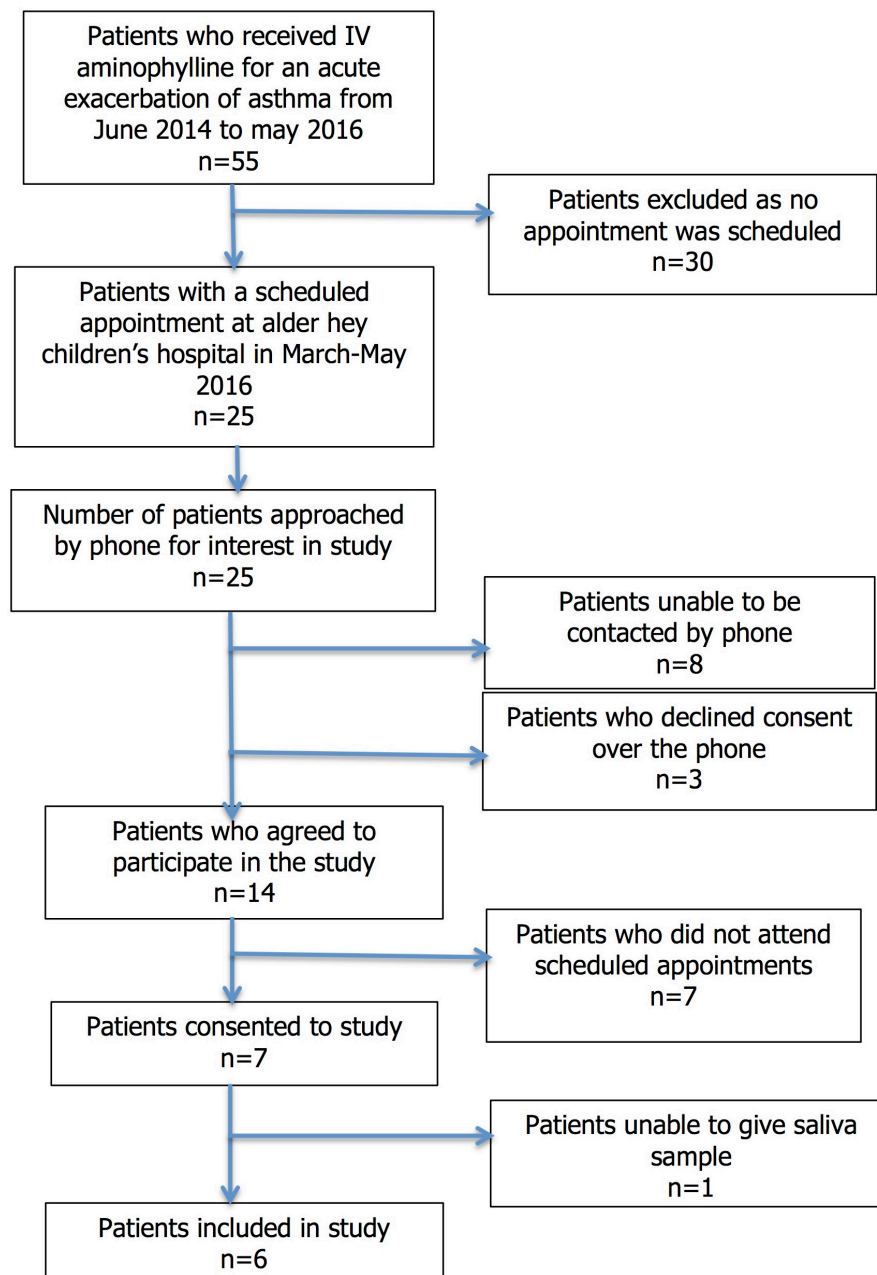 Patients who received IV
aminophylline for an acute
exacerbation of asthma from
June 2014 to may 2016
n=55
Patients excluded as no
appointment was scheduled
n=30
Patients with a scheduled
appointment at alder hey
children’s hospital in March-May
2016
n=25
Number of patients approached
by phone for interest in study
n=25
Patients unable to be
contacted by phone
n=8
Patients who declined consent
over the phone
n=3
Patients who agreed to
participate in the study
n=14
Patients who did not attend
scheduled appointments
n=7
Patients consented to study
n=7
Patients unable to give saliva
sample
n=1
Patients included in study
n=6